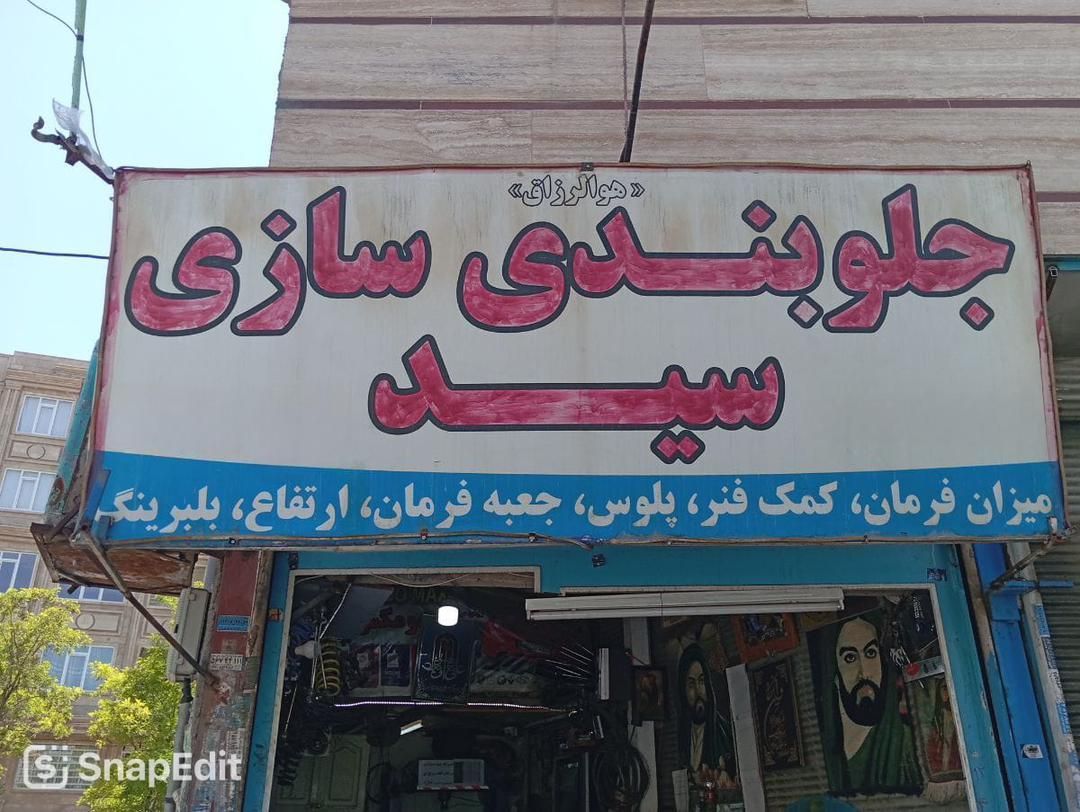 «هوالرزاق»
جلوبندی سازی
سید
میزان فرمان، کمک فنر، پلوس، جعبه فرمان، ارتفاع، بلبرینگ
SnapEdit